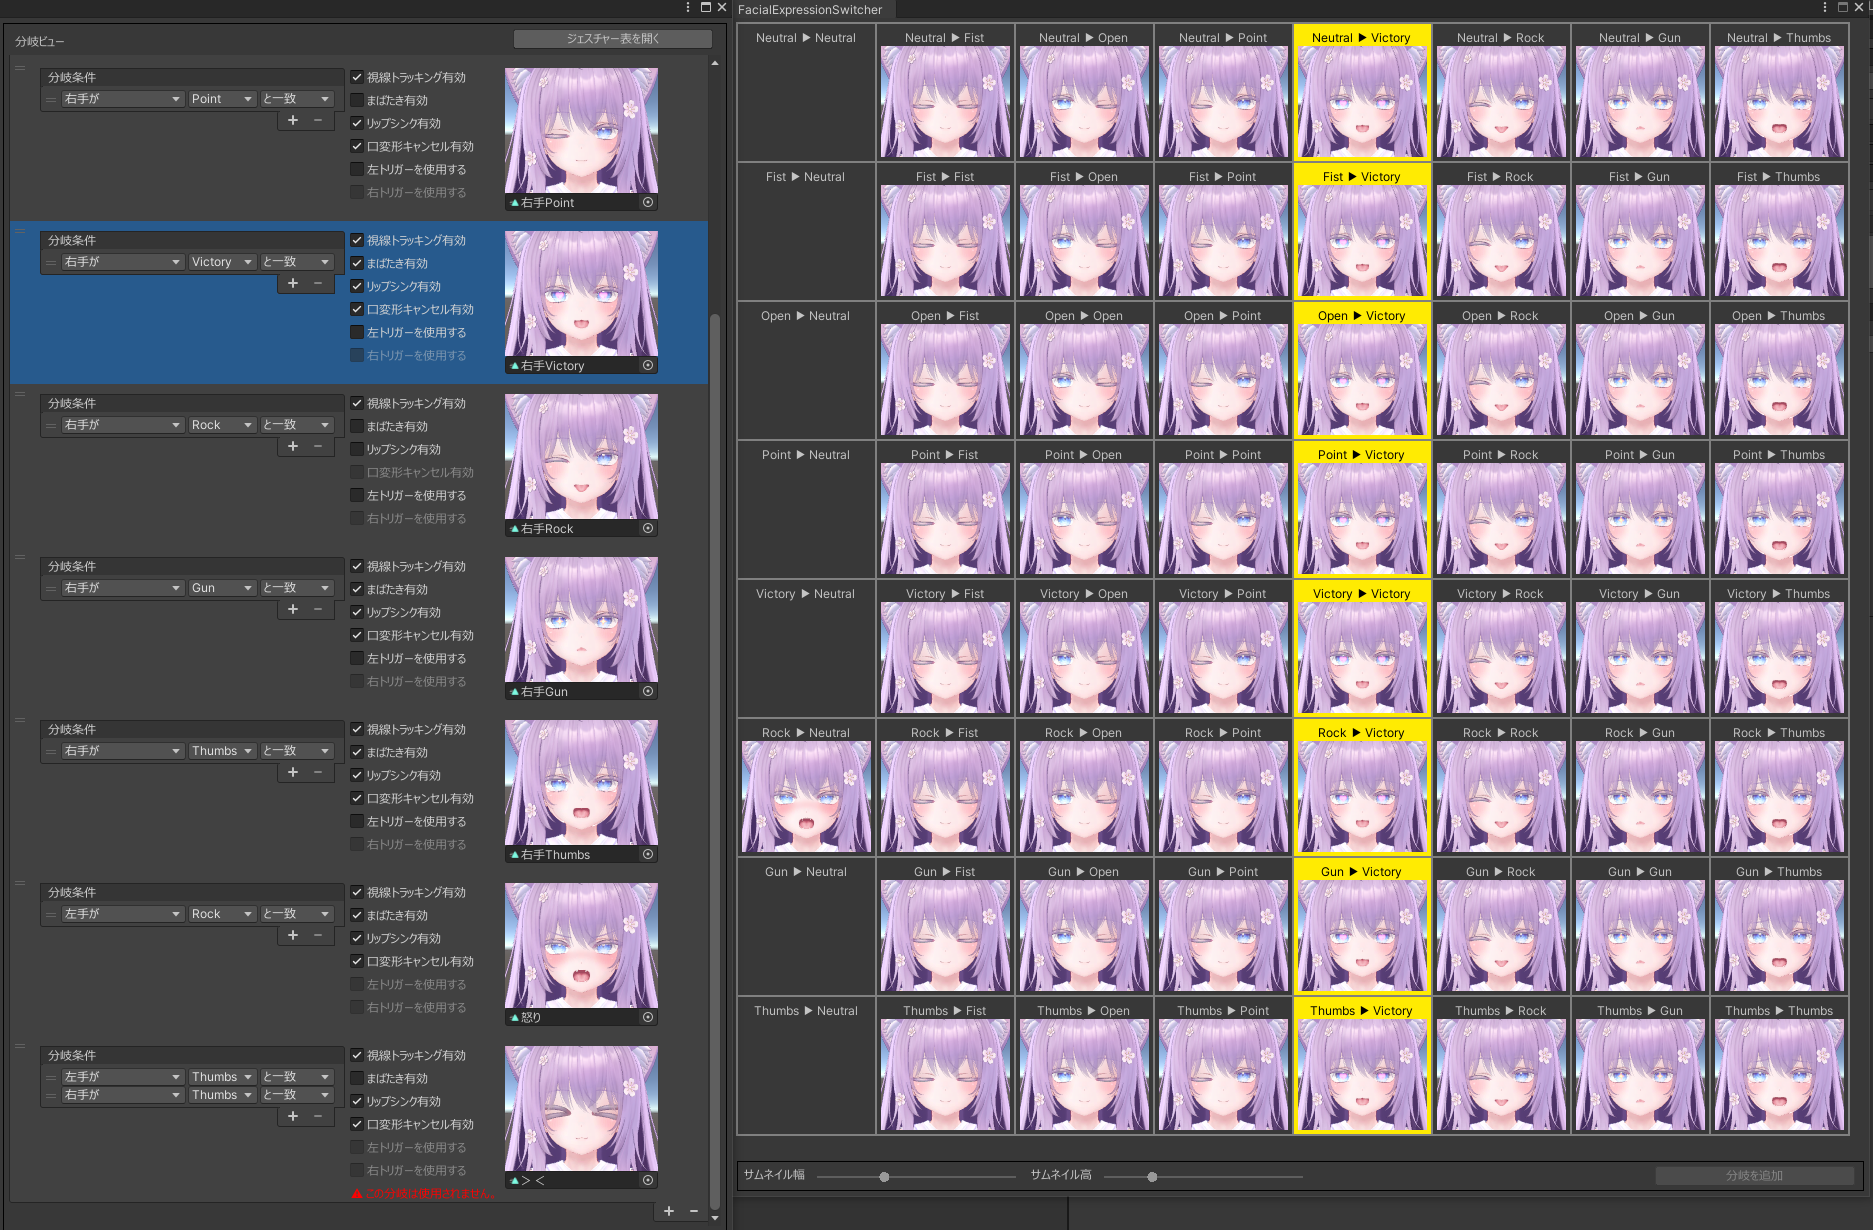 分岐ビュー
ジェスチャー表を開く
分岐条件
右手が Point と一致
視線トラッキング有効
まばたき有効
リップシンク有効
口変形キャンセル有効
左トリガーを使用する
右トリガーを使用する
右手Point
分岐条件
右手が Victory と一致
視線トラッキング有効
まばたき有効
リップシンク有効
口変形キャンセル有効
左トリガーを使用する
右トリガーを使用する
右手Victory
分岐条件
右手が Rock と一致
視線トラッキング有効
まばたき有効
リップシンク有効
口変形キャンセル有効
左トリガーを使用する
右トリガーを使用する
右手Rock
分岐条件
右手が Gun と一致
視線トラッキング有効
まばたき有効
リップシンク有効
口変形キャンセル有効
左トリガーを使用する
右トリガーを使用する
右手Gun
分岐条件
右手が Thumbs と一致
視線トラッキング有効
まばたき有効
リップシンク有効
口変形キャンセル有効
左トリガーを使用する
右トリガーを使用する
右手Thumbs
分岐条件
左手が Rock と一致
視線トラッキング有効
まばたき有効
リップシンク有効
口変形キャンセル有効
左トリガーを使用する
右トリガーを使用する
怒り
分岐条件
左手が Thumbs と一致
右手が Thumbs と一致
視線トラッキング有効
まばたき有効
リップシンク有効
口変形キャンセル有効
左トリガーを使用する
右トリガーを使用する
＞＜
この分岐は使用されません。
FacialExpressionSwitcher
Neutral ▶ Neutral Neutral ▶ Fist Neutral ▶ Open Neutral ▶ Point Neutral ▶ Victory Neutral ▶ Rock Neutral ▶ Gun Neutral ▶ Thumbs
Fist ▶ Neutral Fist ▶ Fist Fist ▶ Open Fist ▶ Point Fist ▶ Victory Fist ▶ Rock Fist ▶ Gun Fist ▶ Thumbs
Open ▶ Neutral Open ▶ Fist Open ▶ Open Open ▶ Point Open ▶ Victory Open ▶ Rock Open ▶ Gun Open ▶ Thumbs
Point ▶ Neutral Point ▶ Fist Point ▶ Open Point ▶ Point Point ▶ Victory Point ▶ Rock Point ▶ Gun Point ▶ Thumbs
Victory ▶ Neutral Victory ▶ Fist Victory ▶ Open Victory ▶ Point Victory ▶ Victory Victory ▶ Rock Victory ▶ Gun Victory ▶ Thumbs
Rock ▶ Neutral Rock ▶ Fist Rock ▶ Open Rock ▶ Point Rock ▶ Victory Rock ▶ Rock Rock ▶ Gun Rock ▶ Thumbs
Gun ▶ Neutral Gun ▶ Fist Gun ▶ Open Gun ▶ Point Gun ▶ Victory Gun ▶ Rock Gun ▶ Gun Gun ▶ Thumbs
Thumbs ▶ Neutral Thumbs ▶ Fist Thumbs ▶ Open Thumbs ▶ Point Thumbs ▶ Victory Thumbs ▶ Rock Thumbs ▶ Gun Thumbs ▶ Thumbs
サムネイル幅 サムネイル高 分岐を追加